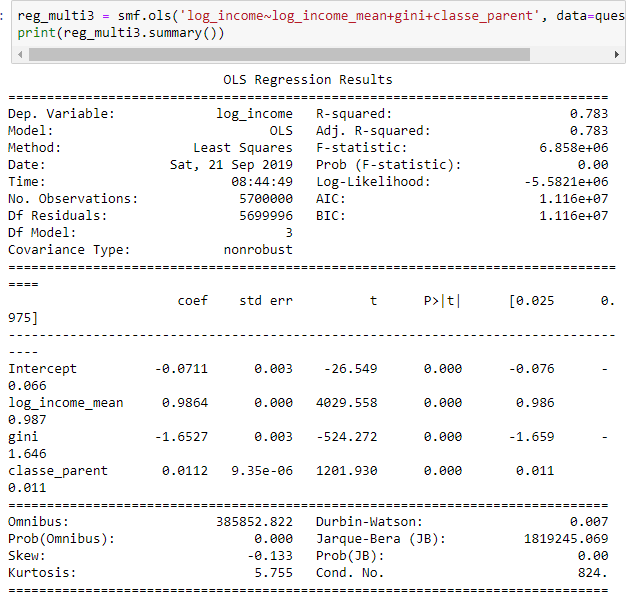 : reg_multi3 = smf.ols('log_income~log_income_mean+gini+classe_parent', data=ques
print(reg_multi3.summary())
OLS Regression Results
==============================================================================
Dep. Variable: log_income R-squared: 0.783
Model: OLS Adj. R-squared: 0.783
Method: Least Squares F-statistic: 6.858e+06
Date: Sat, 21 Sep 2019 Prob (F-statistic): 0.00
Time: 08:44:49 Log-Likelihood: -5.5821e+06
No. Observations: 5700000 AIC: 1.116e+07
Df Residuals: 5699996 BIC: 1.116e+07
Df Model: 3
Covariance Type: nonrobust
===============================================================================
====
coef std err t P>|t| [0.025 0.
975]
-------------------------------------------------------------------------------
----
Intercept -0.0711 0.003 -26.549 0.000 -0.076 -
0.066
log_income_mean 0.9864 0.000 4029.558 0.000 0.986
0.987
gini -1.6527 0.003 -524.272 0.000 -1.659 -
1.646
classe_parent 0.0112 9.35e-06 1201.930 0.000 0.011
0.011
==============================================================================
Omnibus: 385852.822 Durbin-Watson: 0.007
Prob(Omnibus): 0.000 Jarque-Bera (JB): 1819245.069
Skew: -0.133 Prob(JB): 0.00
Kurtosis: 5.755 Cond. No. 824.
==============================================================================